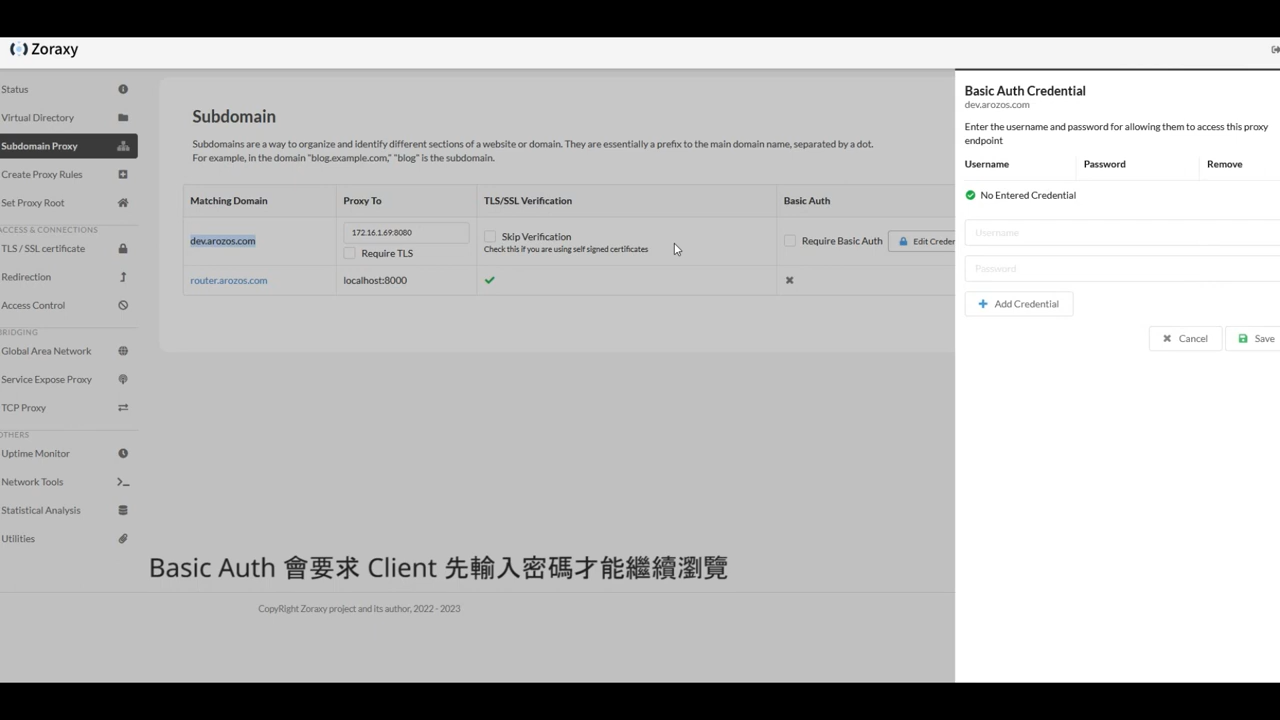 Zoraxy
Status
Virtual Directory
Subdomain Proxy
Create Proxy Rules
Set Proxy Root
ACCESS & CONNECTIONS
TLS / SSL certificate
Redirection
Access Control
BRIDGING
Global Area Network
Service Expose Proxy
TCP Proxy
OTHERS
Uptime Monitor
Network Tools
Statistical Analysis
Utilities
Subdomain
Subdomains are a way to organize and identify different sections of a website or domain. They are essentially a prefix to the main domain name, separated by a dot.
For example, in the domain "blog.example.com," "blog" is the subdomain.
Matching Domain Proxy To TLS/SSL Verification Basic Auth
dev.arozos.com 172.16.1.69:8080 Require TLS Skip Verification Check this if you are using self signed certificates Require Basic Auth Edit Creder
router.arozos.com localhost:8000
Basic Auth 會要求 Client 先輸入密碼才能繼續瀏覽
CopyRight Zoraxy project and its author, 2022 - 2023
Basic Auth Credential
dev.arozos.com
Enter the username and password for allowing them to access this proxy
endpoint
Username Password Remove
No Entered Credential
Username
Password
Add Credential
Cancel Save